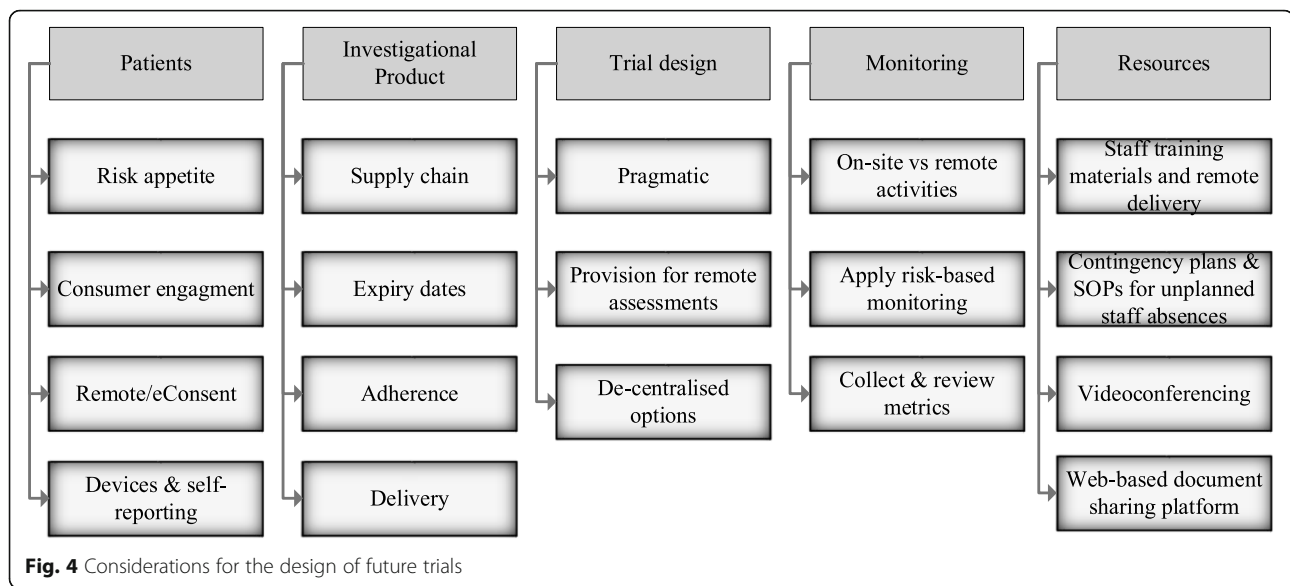 Patients
Risk appetite
Consumer engagment
Remote/eConsent
Devices & self-
reporting
Investigational
Product
Supply chain
Expiry dates
Adherence
Delivery
Trial design
Pragmatic
Provision for remote
assessments
De-centralised
options
Monitoring
On-site vs remote
activities
Apply risk-based
monitoring
Collect & review
metrics
Resources
Staff training
materials and remote
delivery
Contingency plans &
SOPs for unplanned
staff absences
Videoconferencing
Web-based document
sharing platform
Fig. 4 Considerations for the design of future trials